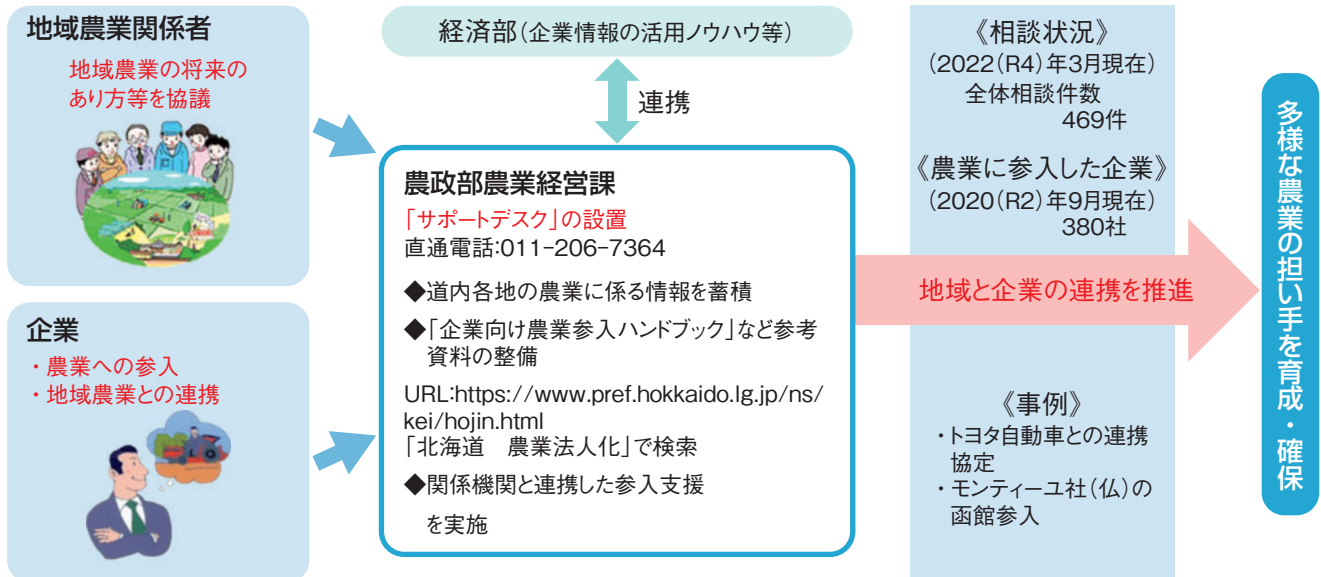 地域農業関係者
地域農業の将来の
あり方等を協議
企業
・農業への参入
・地域農業との連携
経済部(企業情報の活用ノウハウ等)
連携
農政部農業経営課
「サポートデスク」の設置
直通電話:011-206-7364
◆道内各地の農業に係る情報を蓄積
◆「企業向け農業参入ハンドブック」など参考
資料の整備
URL:https://www.pref.hokkaido.lg.jp/ns/
kei/hojin.html
「北海道　農業法人化」で検索
◆関係機関と連携した参入支援
を実施
《相談状況》
(2022(R4)年3月現在)
全体相談件数
469件
《農業に参入した企業》
(2020(R2)年9月現在)
380社
地域と企業の連携を推進
《事例》
・トヨタ自動車との連携
協定
・モンティーユ社(仏)の
函館参入
多様な農業の担い手を育成・確保